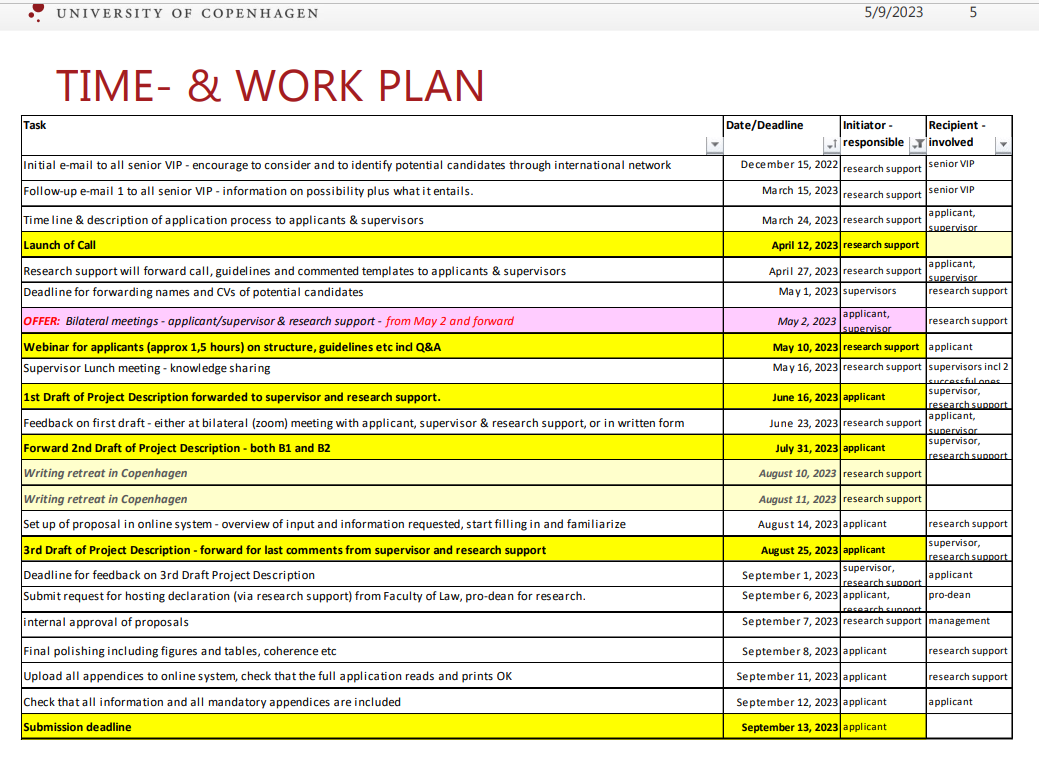 UNIVERSITY OF COPENHAGEN 5/9/2023 5
TIME- & WORK PLAN
Task Date/Deadline Initiator - responsible Recipient - involved
Initial e-mail to all senior VIP - encourage to consider and to identify potential candidates through international network December 15, 2022 research support senior VIP
Follow-up e-mail 1 to all senior VIP - information on possibility plus what it entails. March 15, 2023 research support senior VIP
Time line & description of application process to applicants & supervisors March 24, 2023 research support applicant, supervisor
Launch of Call April 12, 2023 research support
Research support will forward call, guidelines and commented templates to applicants & supervisors April 27, 2023 research support applicant, supervisor
Deadline for forwarding names and CVs of potential candidates May 1, 2023 supervisors research support
OFFER: Bilateral meetings - applicant/supervisor & research support - from May 2 and forward May 2, 2023 applicant, supervisor research support
Webinar for applicants (approx 1,5 hours) on structure, guidelines etc incl Q&A May 10, 2023 research support applicant
Supervisor Lunch meeting - knowledge sharing May 16, 2023 research support supervisors incl 2 successful ones
1st Draft of Project Description forwarded to supervisor and research support. June 16, 2023 applicant supervisor, research support
Feedback on first draft - either at bilateral (zoom) meeting with applicant, supervisor & research support, or in written form June 23, 2023 research support applicant, supervisor
Forward 2nd Draft of Project Description - both B1 and B2 July 31, 2023 applicant supervisor, research support
Writing retreat in Copenhagen August 10, 2023 research support
Writing retreat in Copenhagen August 11, 2023 research support
Set up of proposal in online system - overview of input and information requested, start filling in and familiarize August 14, 2023 applicant research support
3rd Draft of Project Description - forward for last comments from supervisor and research support August 25, 2023 applicant supervisor, research support
Deadline for feedback on 3rd Draft Project Description September 1, 2023 supervisor, research support applicant
Submit request for hosting declaration (via research support) from Faculty of Law, pro-dean for research. September 6, 2023 applicant, research support pro-dean
internal approval of proposals September 7, 2023 research support management
Final polishing including figures and tables, coherence etc September 8, 2023 applicant research support
Upload all appendices to online system, check that the full application reads and prints OK September 11, 2023 applicant research support
Check that all information and all mandatory appendices are included September 12, 2023 applicant applicant
Submission deadline September 13, 2023 applicant